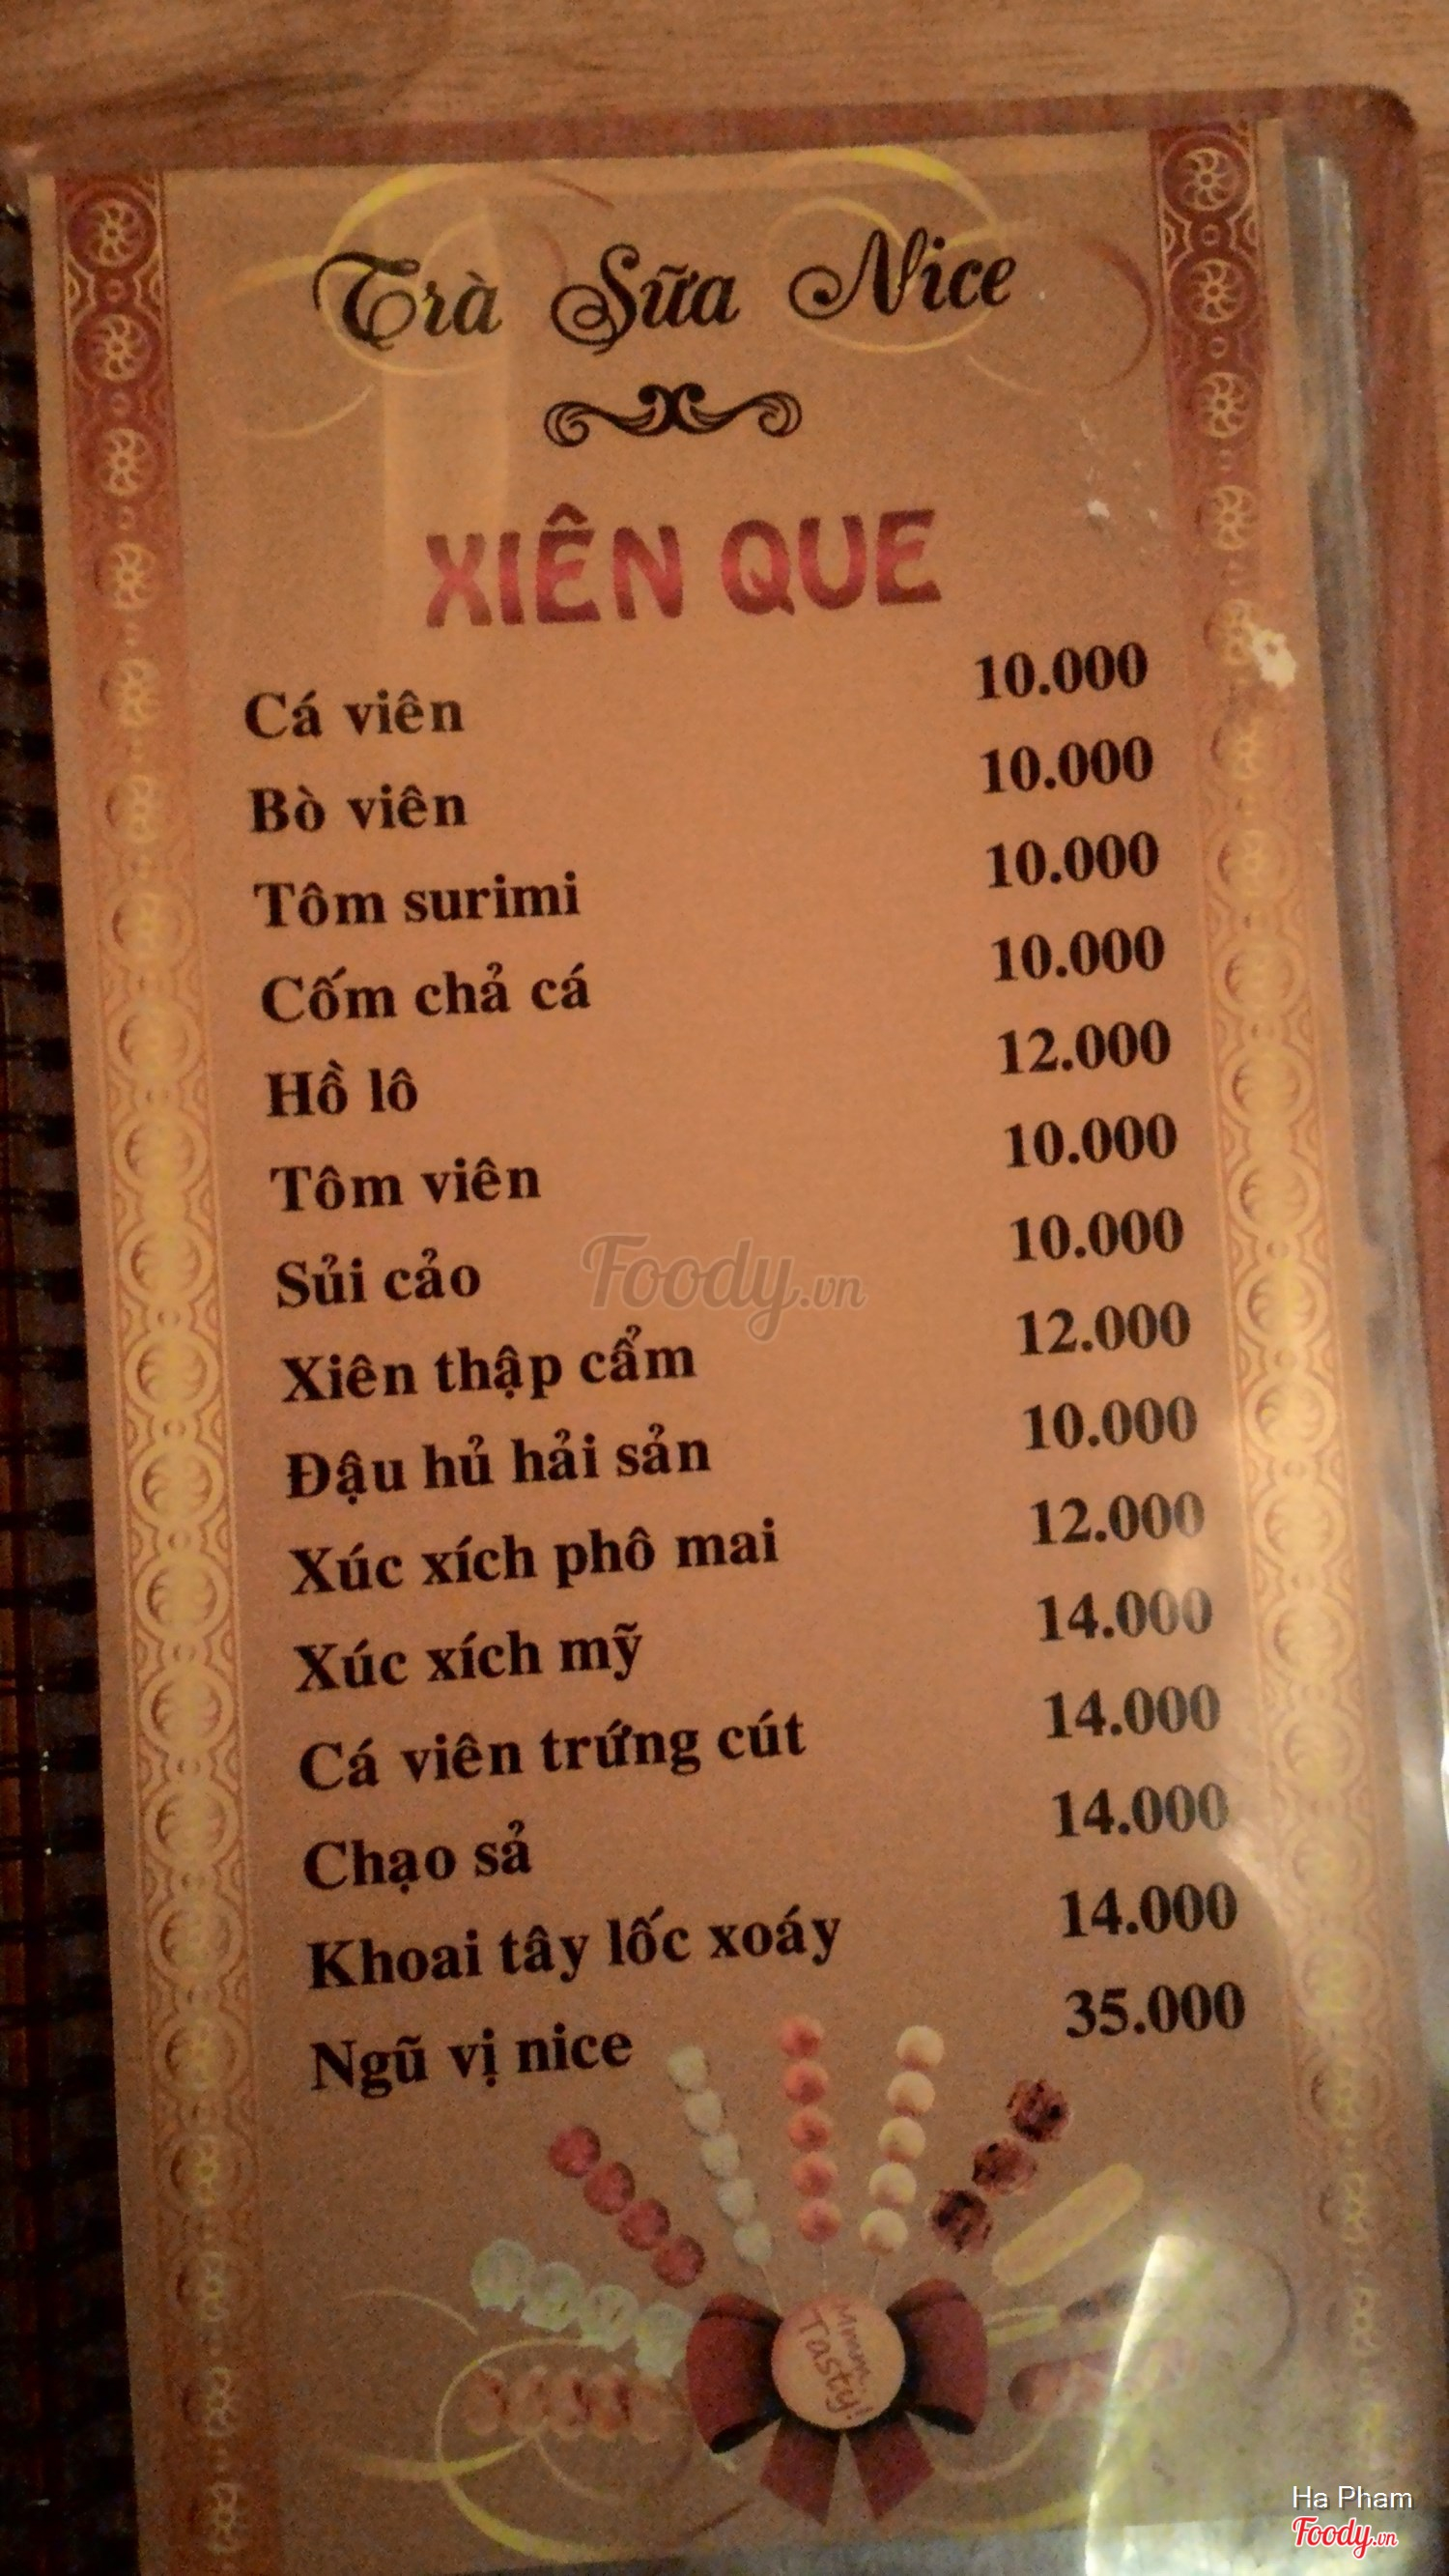 Trà Sữa Nice
XIÊN QUE
Cá viên 10.000
Bò viên 10.000
Tôm surimi 10.000
Cốm chả cá 10.000
Hồ lô 12.000
Tôm viên 10.000
Sủi cảo 10.000
Xiên thập cẩm 12.000
Đậu hủ hải sản 10.000
Xúc xích phô mai 12.000
Xúc xích mỹ 14.000
Cá viên trứng cút 14.000
Chạo sả 14.000
Khoai tây lốc xoáy 14.000
Ngũ vị nice 35.000
Foody.vn
Mmm
Tasty!
Ha Pham
Foody.vn